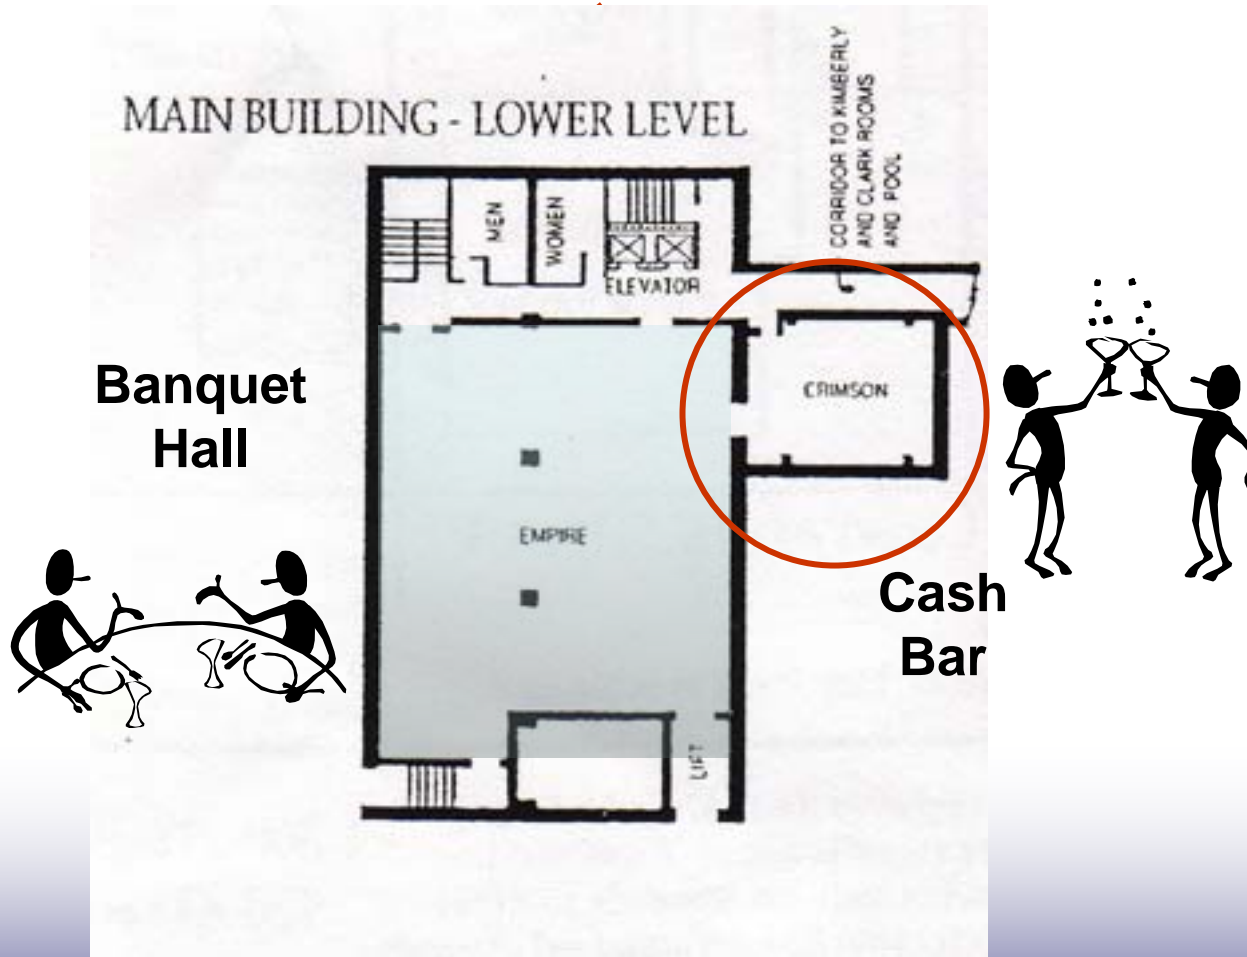 MAIN BUILDING - LOWER LEVEL
CORRIDOR TO KIMBERLY
AND CLARK ROOMS
AND POOL
MEN
WOMEN
ELEVATOR
Banquet
Hall
CRIMSON
EMPIRE
Cash
Bar
LIFT